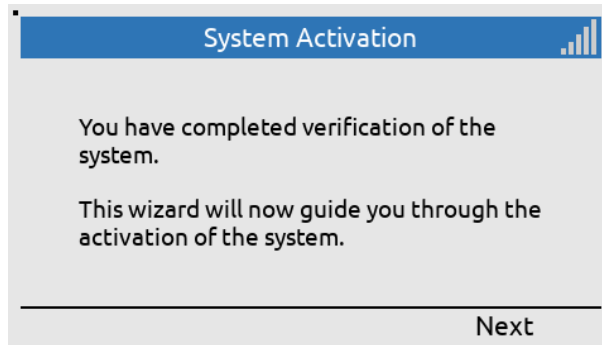 System Activation
You have completed verification of the
system.
This wizard will now guide you through the
activation of the system.
Next